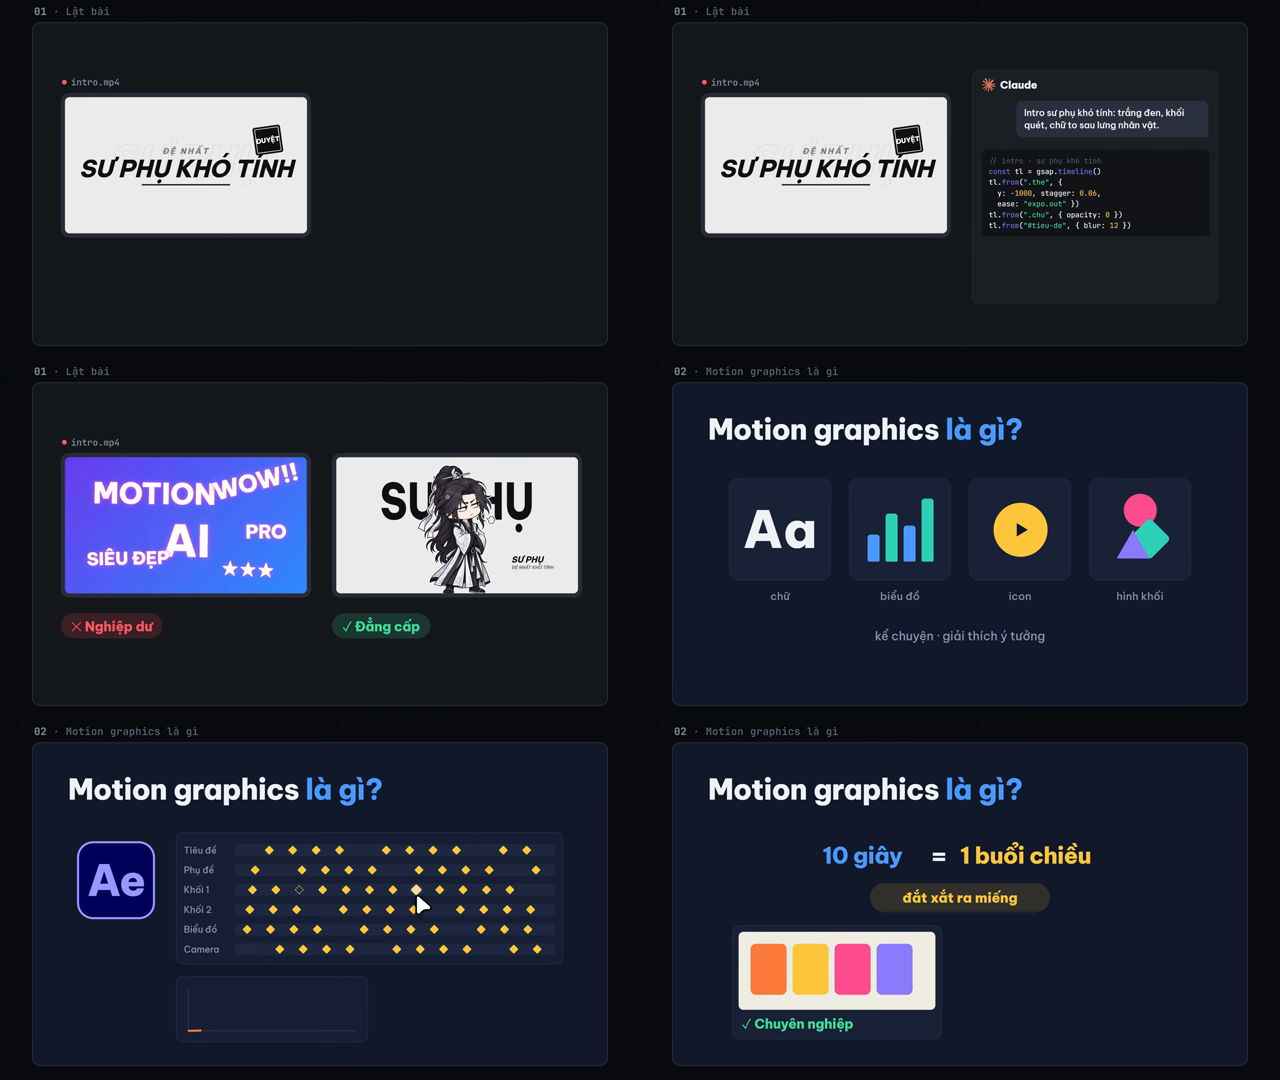 01 · Lật bài
intro.mp4
DUYỆT
ĐỆ NHẤT
SƯ PHỤ KHÓ TÍNH
01 · Lật bài
intro.mp4
DUYỆT
ĐỆ NHẤT
SƯ PHỤ KHÓ TÍNH
Claude
Intro sư phụ khó tính: trắng đen, khối
quét, chữ to sau lưng nhân vật.
// intro · sư phụ khó tính
const tl = gsap.timeline()
tl.from(".the", {
y: -1000, stagger: 0.06,
ease: "expo.out" })
tl.from(".chu", { opacity: 0 })
tl.from("#tieu-de", { blur: 12 })
01 · Lật bài
intro.mp4
MOTION WOW!!
AI PRO
SIÊU ĐẸP
★★★
✕ Nghiệp dư
SƯ PHỤ
ĐỆ NHẤT KHÓ TÍNH
✓ Đẳng cấp
02 · Motion graphics là gì
Motion graphics là gì?
Aa
chữ
biểu đồ
icon
hình khối
kể chuyện · giải thích ý tưởng
02 · Motion graphics là gì
Motion graphics là gì?
Ae
Tiêu đề
Phụ đề
Khối 1
Khối 2
Biểu đồ
Camera
02 · Motion graphics là gì
Motion graphics là gì?
10 giây = 1 buổi chiều
đắt xắt ra miếng
✓ Chuyên nghiệp